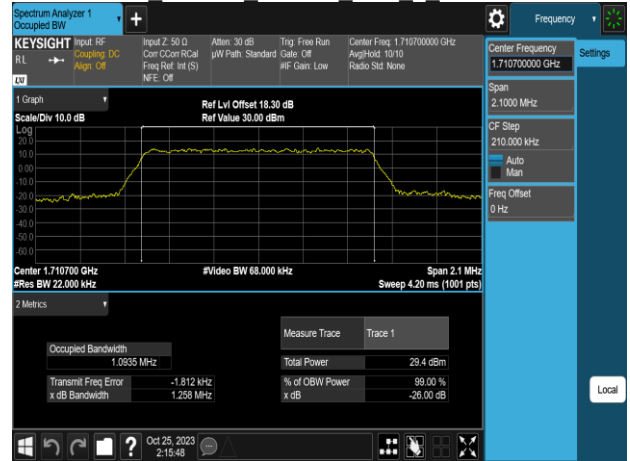 Spectrum Analyzer 1
Occupied BW
Frequency
KEYSIGHT
Input: RF
Coupling: DC
Align: Off
Input Z: 50 Ω
Corr CCorr RCal
Freq Ref: Int (S)
NFE: Off
Atten: 30 dB
µW Path: Standard
Trig: Free Run
Gate: Off
#IF Gain: Low
Center Freq: 1.710700000 GHz
Avg|Hold: 10/10
Radio Std: None
RL
LXI
1 Graph
Scale/Div 10.0 dB
Ref Lvl Offset 18.30 dB
Ref Value 30.00 dBm
Log
20.0
10.0
0.00
-10.0
-20.0
-30.0
-40.0
-50.0
-60.0
Center 1.710700 GHz
#Res BW 22.000 kHz
#Video BW 68.000 kHz
Span 2.1 MHz
Sweep 4.20 ms (1001 pts)
2 Metrics
Measure Trace
Trace 1
Occupied Bandwidth
1.0935 MHz
Total Power
29.4 dBm
Transmit Freq Error
-1.812 kHz
% of OBW Power
99.00 %
x dB Bandwidth
1.258 MHz
x dB
-26.00 dB
Center Frequency
1.710700000 GHz
Settings
Span
2.1000 MHz
CF Step
210.000 kHz
Auto
Man
Freq Offset
0 Hz
Local
?
Oct 25, 2023
2:15:48